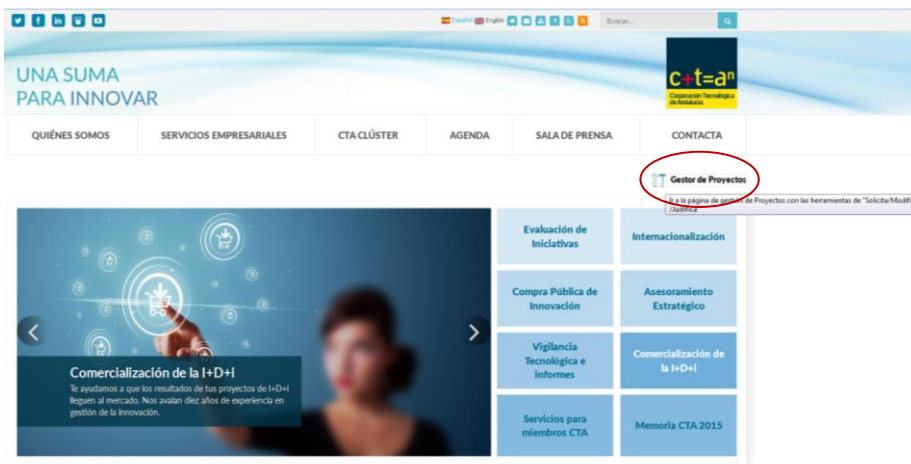 Español English
Buscar...
UNA SUMA
PARA INNOVAR
c+t=aⁿ
Corporación Tecnológica
de Andalucía
QUIÉNES SOMOS SERVICIOS EMPRESARIALES CTA CLÚSTER AGENDA SALA DE PRENSA CONTACTA
Gestor de Proyectos
Ir a la página de gestión de Proyectos con las herramientas de "Solicita/Modifi
/Justifica
Evaluación de
Iniciativas
Internacionalización
Compra Pública de
Innovación
Asesoramiento
Estratégico
Vigilancia
Tecnológica e
informes
Comercialización de
la I+D+i
Servicios para
miembros CTA
Memoria CTA 2015
Comercialización de la I+D+i
Te ayudamos a que los resultados de tus proyectos de I+D+i
lleguen al mercado. Nos avalan diez años de experiencia en
gestión de la innovación.